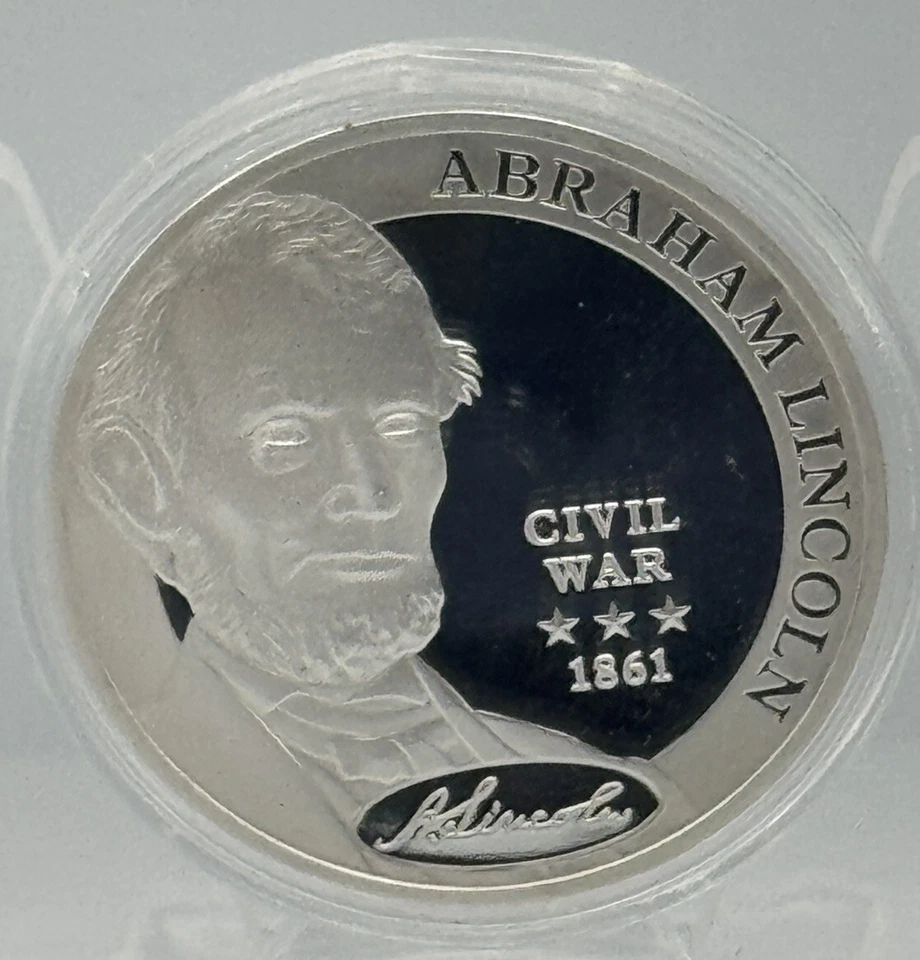 ABRAHAM LINCOLN
CIVIL
WAR
1861
A. Lincoln